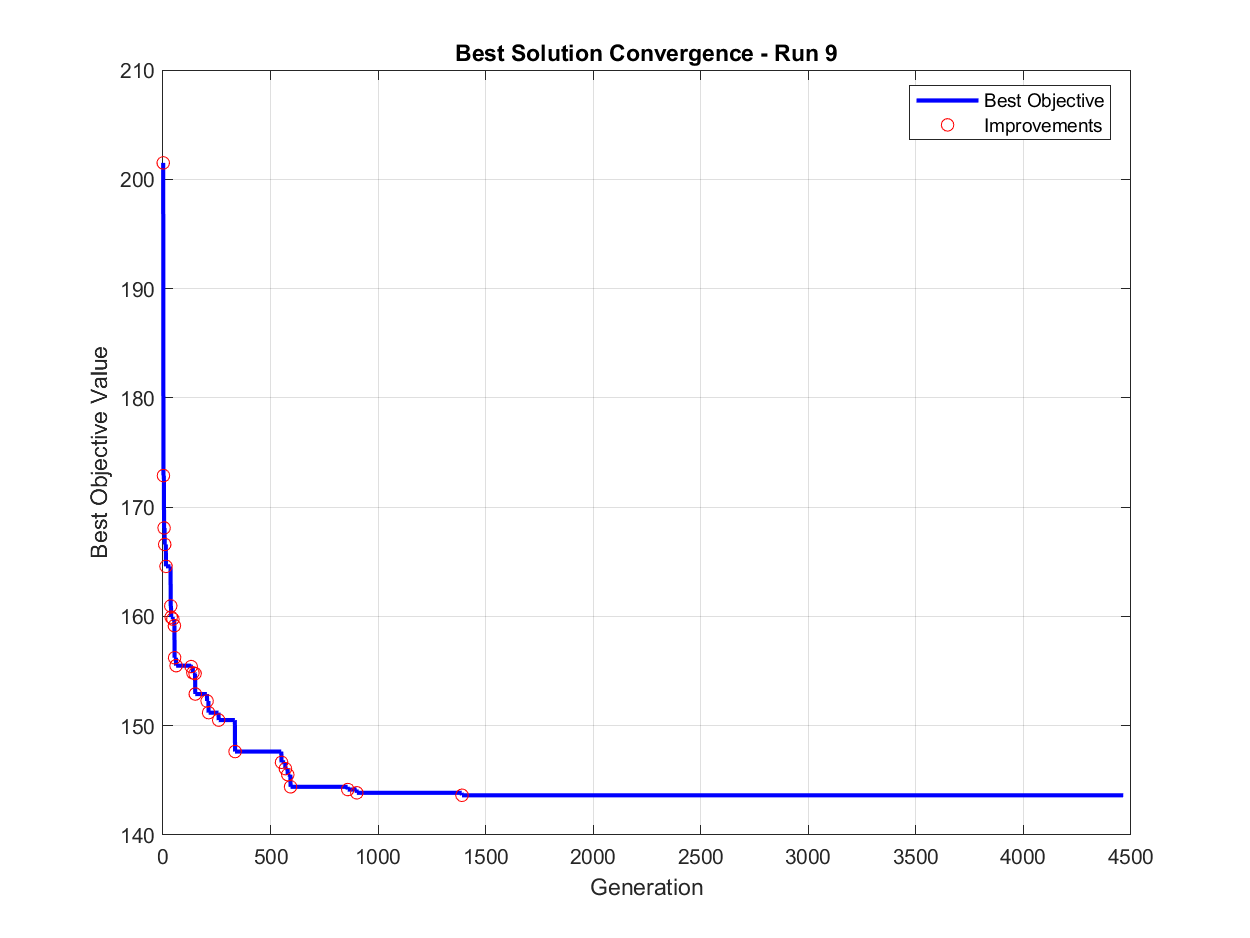 Best Solution Convergence - Run 9
Best Objective
Improvements
Best Objective Value
210
200
190
180
170
160
150
140
0 500 1000 1500 2000 2500 3000 3500 4000 4500
Generation